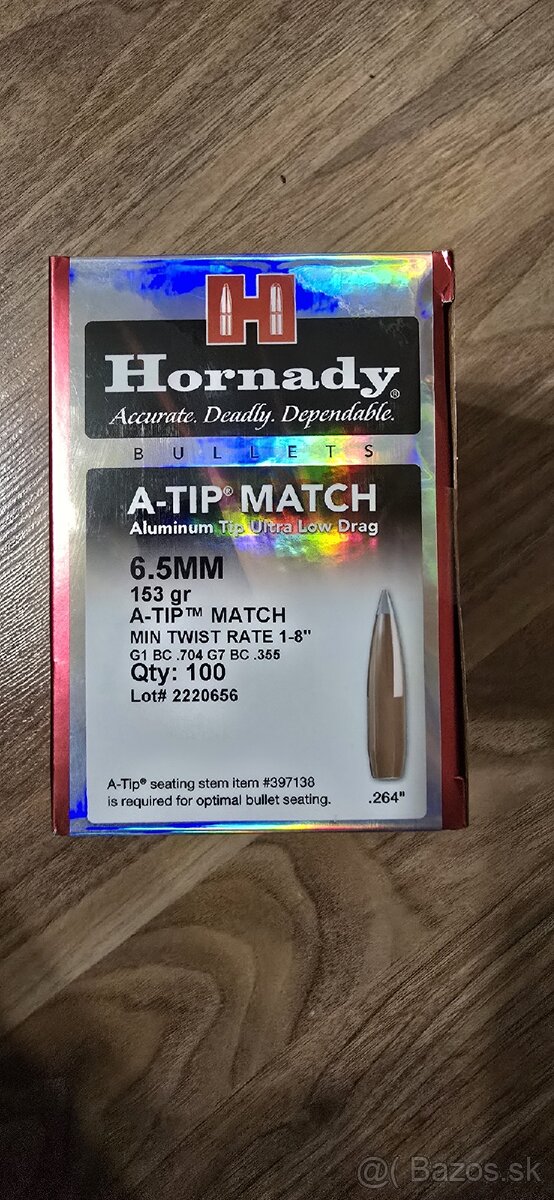 H
Hornady®
Accurate. Deadly. Dependable.
BULLETS
A-TIP® MATCH
Aluminum Tip Ultra Low Drag
6.5MM
153 gr
A-TIP™ MATCH
MIN TWIST RATE 1-8"
G1 BC .704 G7 BC .355
Qty: 100
Lot# 2220656
A-Tip® seating stem item #397138
is required for optimal bullet seating.
.264"
@( Bazos.sk